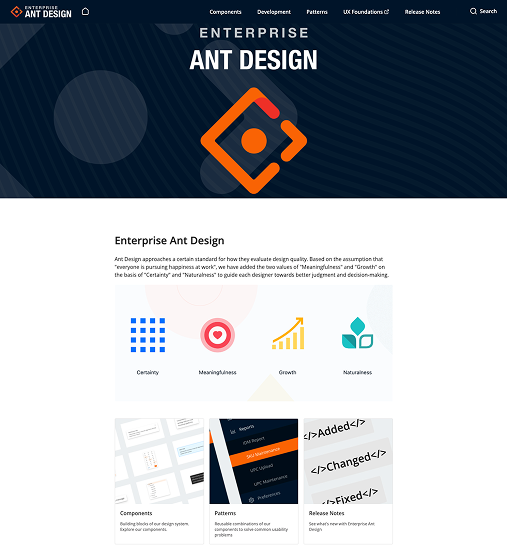 ENTERPRISE
ANT DESIGN
Components Development Patterns UX Foundations Release Notes Search
ENTERPRISE
ANT DESIGN
Enterprise Ant Design
Ant Design approaches a certain standard for how they evaluate design quality. Based on the assumption that
"everyone is pursuing happiness at work", we have added the two values of "Meaningfulness" and "Growth" on
the basis of "Certainty" and "Naturalness" to guide each designer towards better judgment and decision-making.
Certainty Meaningfulness Growth Naturalness
Reports
IDM Report
SKU Maintenance
UPC Upload
UPC Maintenance
Preferences
</>Added</>
</>Changed</>
</>Fixed</>
Components
Building blocks of our design system.
Explore our components.
Patterns
Reusable combinations of our
components to solve common usability
problems
Release Notes
See what's new with Enterprise Ant
Design